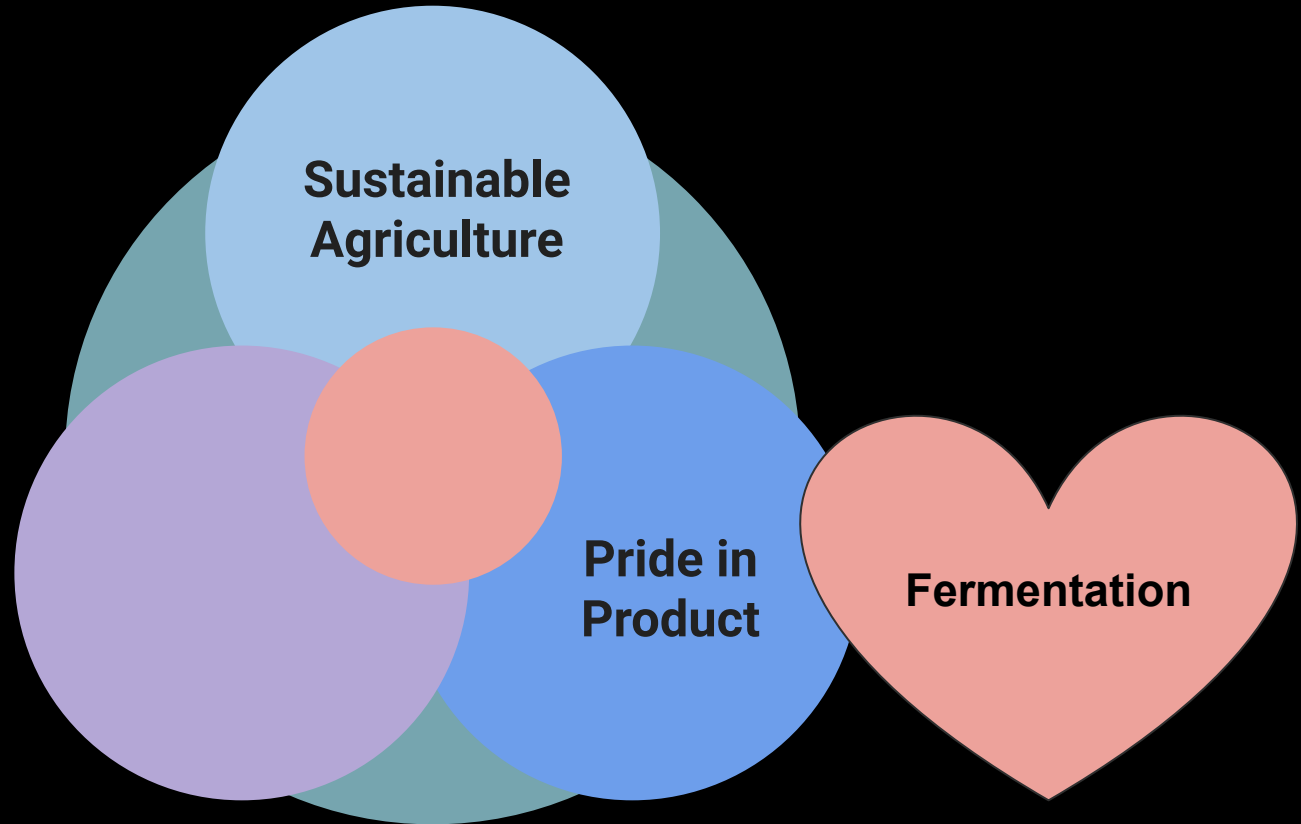 Sustainable
Agriculture
Pride in
Product
Fermentation